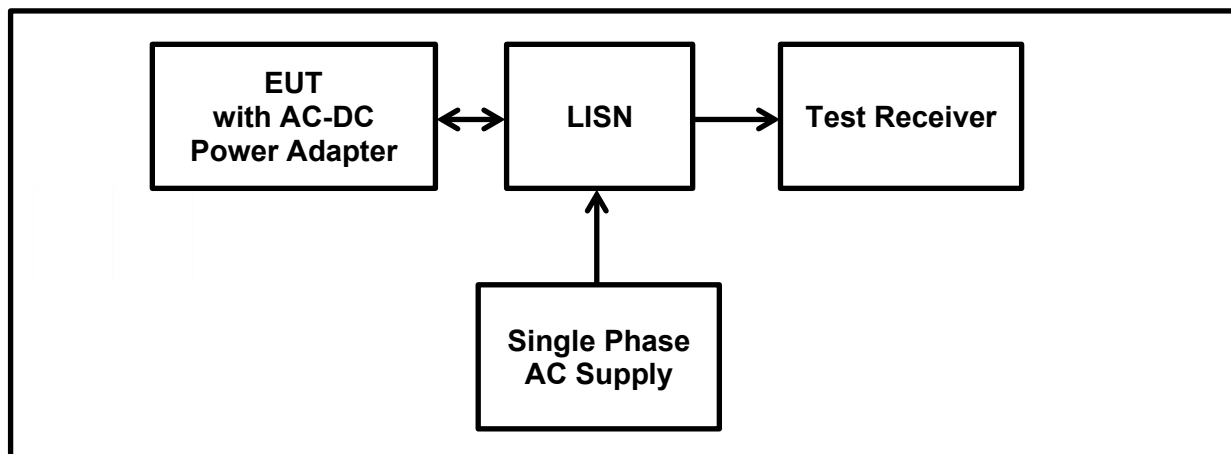 EUT
with AC-DC
Power Adapter
LISN
Test Receiver
Single Phase
AC Supply